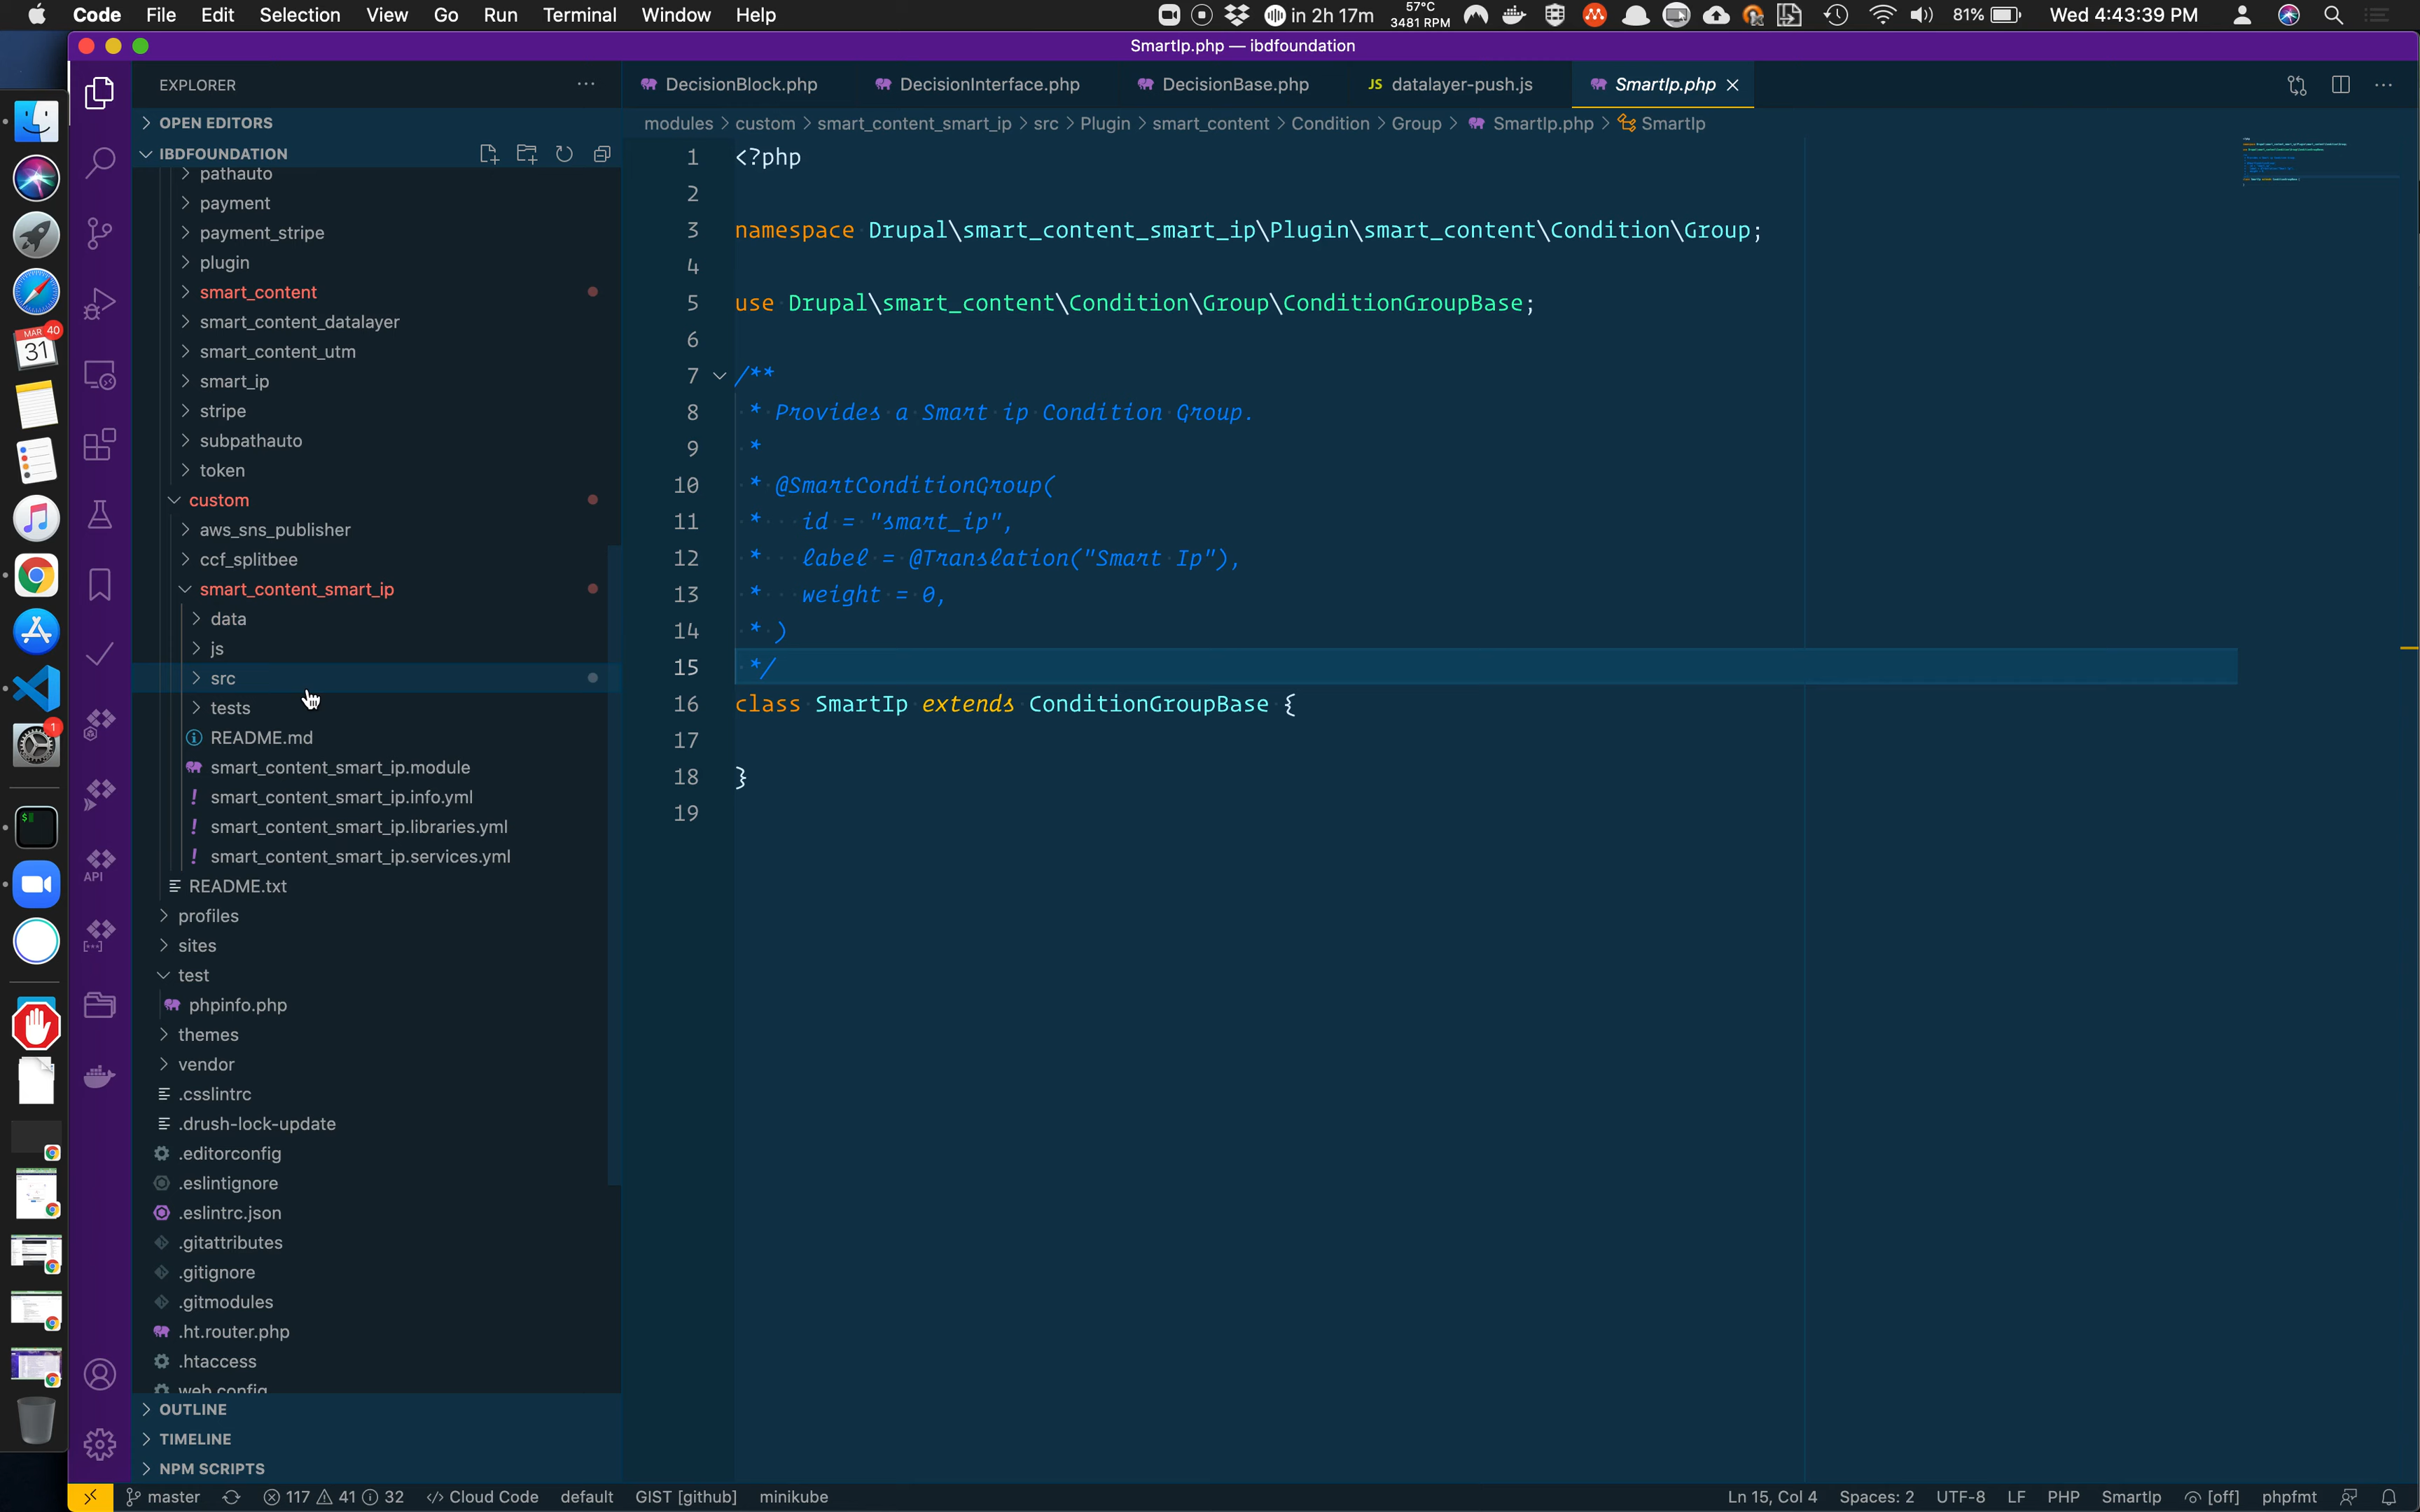 Code File Edit Selection View Go Run Terminal Window Help
in 2h 17m 57°C 3481 RPM 81% Wed 4:43:39 PM
SmartIp.php — ibdfoundation
EXPLORER
OPEN EDITORS
IBDFOUNDATION
pathauto
payment
payment_stripe
plugin
smart_content
smart_content_datalayer
smart_content_utm
smart_ip
stripe
subpathauto
token
custom
aws_sns_publisher
ccf_splitbee
smart_content_smart_ip
data
js
src
tests
README.md
smart_content_smart_ip.module
smart_content_smart_ip.info.yml
smart_content_smart_ip.libraries.yml
smart_content_smart_ip.services.yml
README.txt
profiles
sites
test
phpinfo.php
themes
vendor
.csslintrc
.drush-lock-update
.editorconfig
.eslintignore
.eslintrc.json
.gitattributes
.gitignore
.gitmodules
.ht.router.php
.htaccess
web.config
OUTLINE
TIMELINE
NPM SCRIPTS
DecisionBlock.php DecisionInterface.php DecisionBase.php JS datalayer-push.js SmartIp.php
modules > custom > smart_content_smart_ip > src > Plugin > smart_content > Condition > Group > SmartIp.php > SmartIp
1 <?php
2
3 namespace Drupal\smart_content_smart_ip\Plugin\smart_content\Condition\Group;
4
5 use Drupal\smart_content\Condition\Group\ConditionGroupBase;
6
7 /**
8 * Provides a Smart ip Condition Group.
9 *
10 * @SmartConditionGroup(
11 * id = "smart_ip",
12 * label = @Translation("Smart Ip"),
13 * weight = 0,
14 * )
15 */
16 class SmartIp extends ConditionGroupBase {
17
18 }
19
MAR 40
31
1
API
master 117 41 32 Cloud Code default GIST [github] minikube Ln 15, Col 4 Spaces: 2 UTF-8 LF PHP SmartIp [off] phpfmt